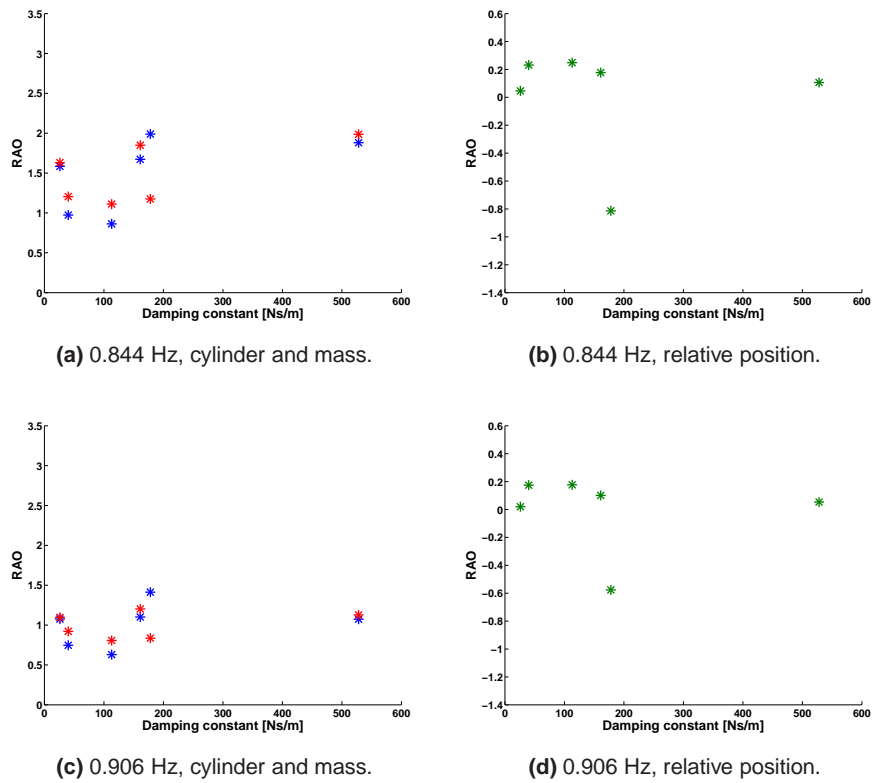 3.5
3
2.5
2
1.5
1
0.5
0
RAO
0 100 200 300 400 500 600
Damping constant [Ns/m]
(a) 0.844 Hz, cylinder and mass.
0.6
0.4
0.2
0
−0.2
−0.4
−0.6
−0.8
−1
−1.2
−1.4
RAO
0 100 200 300 400 500 600
Damping constant [Ns/m]
(b) 0.844 Hz, relative position.
3.5
3
2.5
2
1.5
1
0.5
0
RAO
0 100 200 300 400 500 600
Damping constant [Ns/m]
(c) 0.906 Hz, cylinder and mass.
0.6
0.4
0.2
0
−0.2
−0.4
−0.6
−0.8
−1
−1.2
−1.4
RAO
0 100 200 300 400 500 600
Damping constant [Ns/m]
(d) 0.906 Hz, relative position.